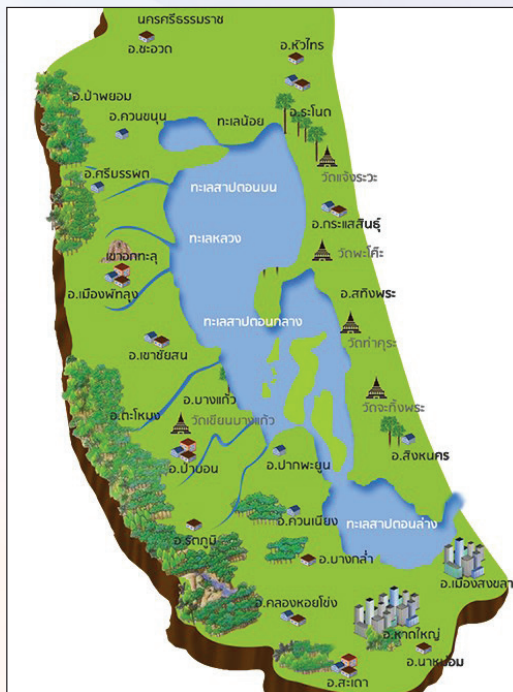 นครศรีธรรมราช
อ.ชะอวด
อ.หัวไทร
อ.ป่าพยอม
อ.ควนขนุน
ทะเลน้อย
อ.ระโนด
วัดแจ้งระวะ
อ.ศรีบรรพต
ทะเลสาปตอนบน
อ.กระแสสินธุ์
ทะเลหลวง
เขาอกทะลุ
วัดพะโค๊ะ
อ.เมืองพัทลุง
อ.สทิงพระ
ทะเลสาปตอนกลาง
อ.เขาชัยสน
วัดท่าคุระ
อ.บางแก้ว
อ.ตะโหมง
วัดเขียนบางแก้ว
วัดจะทิ้งพระ
อ.ป่าบอน
อ.ปากพะยูน
อ.สิงหนคร
อ.ควนเนียง
ทะเลสาปตอนล่าง
อ.รัตภูมิ
อ.บางกล่ำ
อ.เมืองสงขลา
อ.คลองหอยโข่ง
อ.หาดใหญ่
อ.นาหม่อม
อ.สะเดา